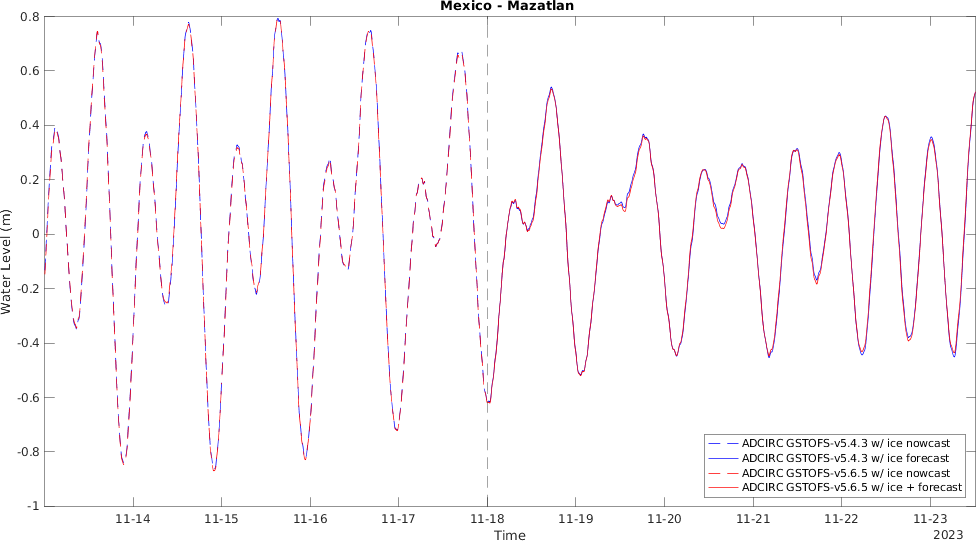 Mexico - Mazatlan
0.8
0.6
0.4
0.2
0
-0.2
-0.4
-0.6
-0.8
-1
Water Level (m)
ADCIRC GSTOFS-v5.4.3 w/ ice nowcast
ADCIRC GSTOFS-v5.4.3 w/ ice forecast
ADCIRC GSTOFS-v5.6.5 w/ ice nowcast
ADCIRC GSTOFS-v5.6.5 w/ ice + forecast
11-14 11-15 11-16 11-17 11-18 11-19 11-20 11-21 11-22 11-23
Time
2023